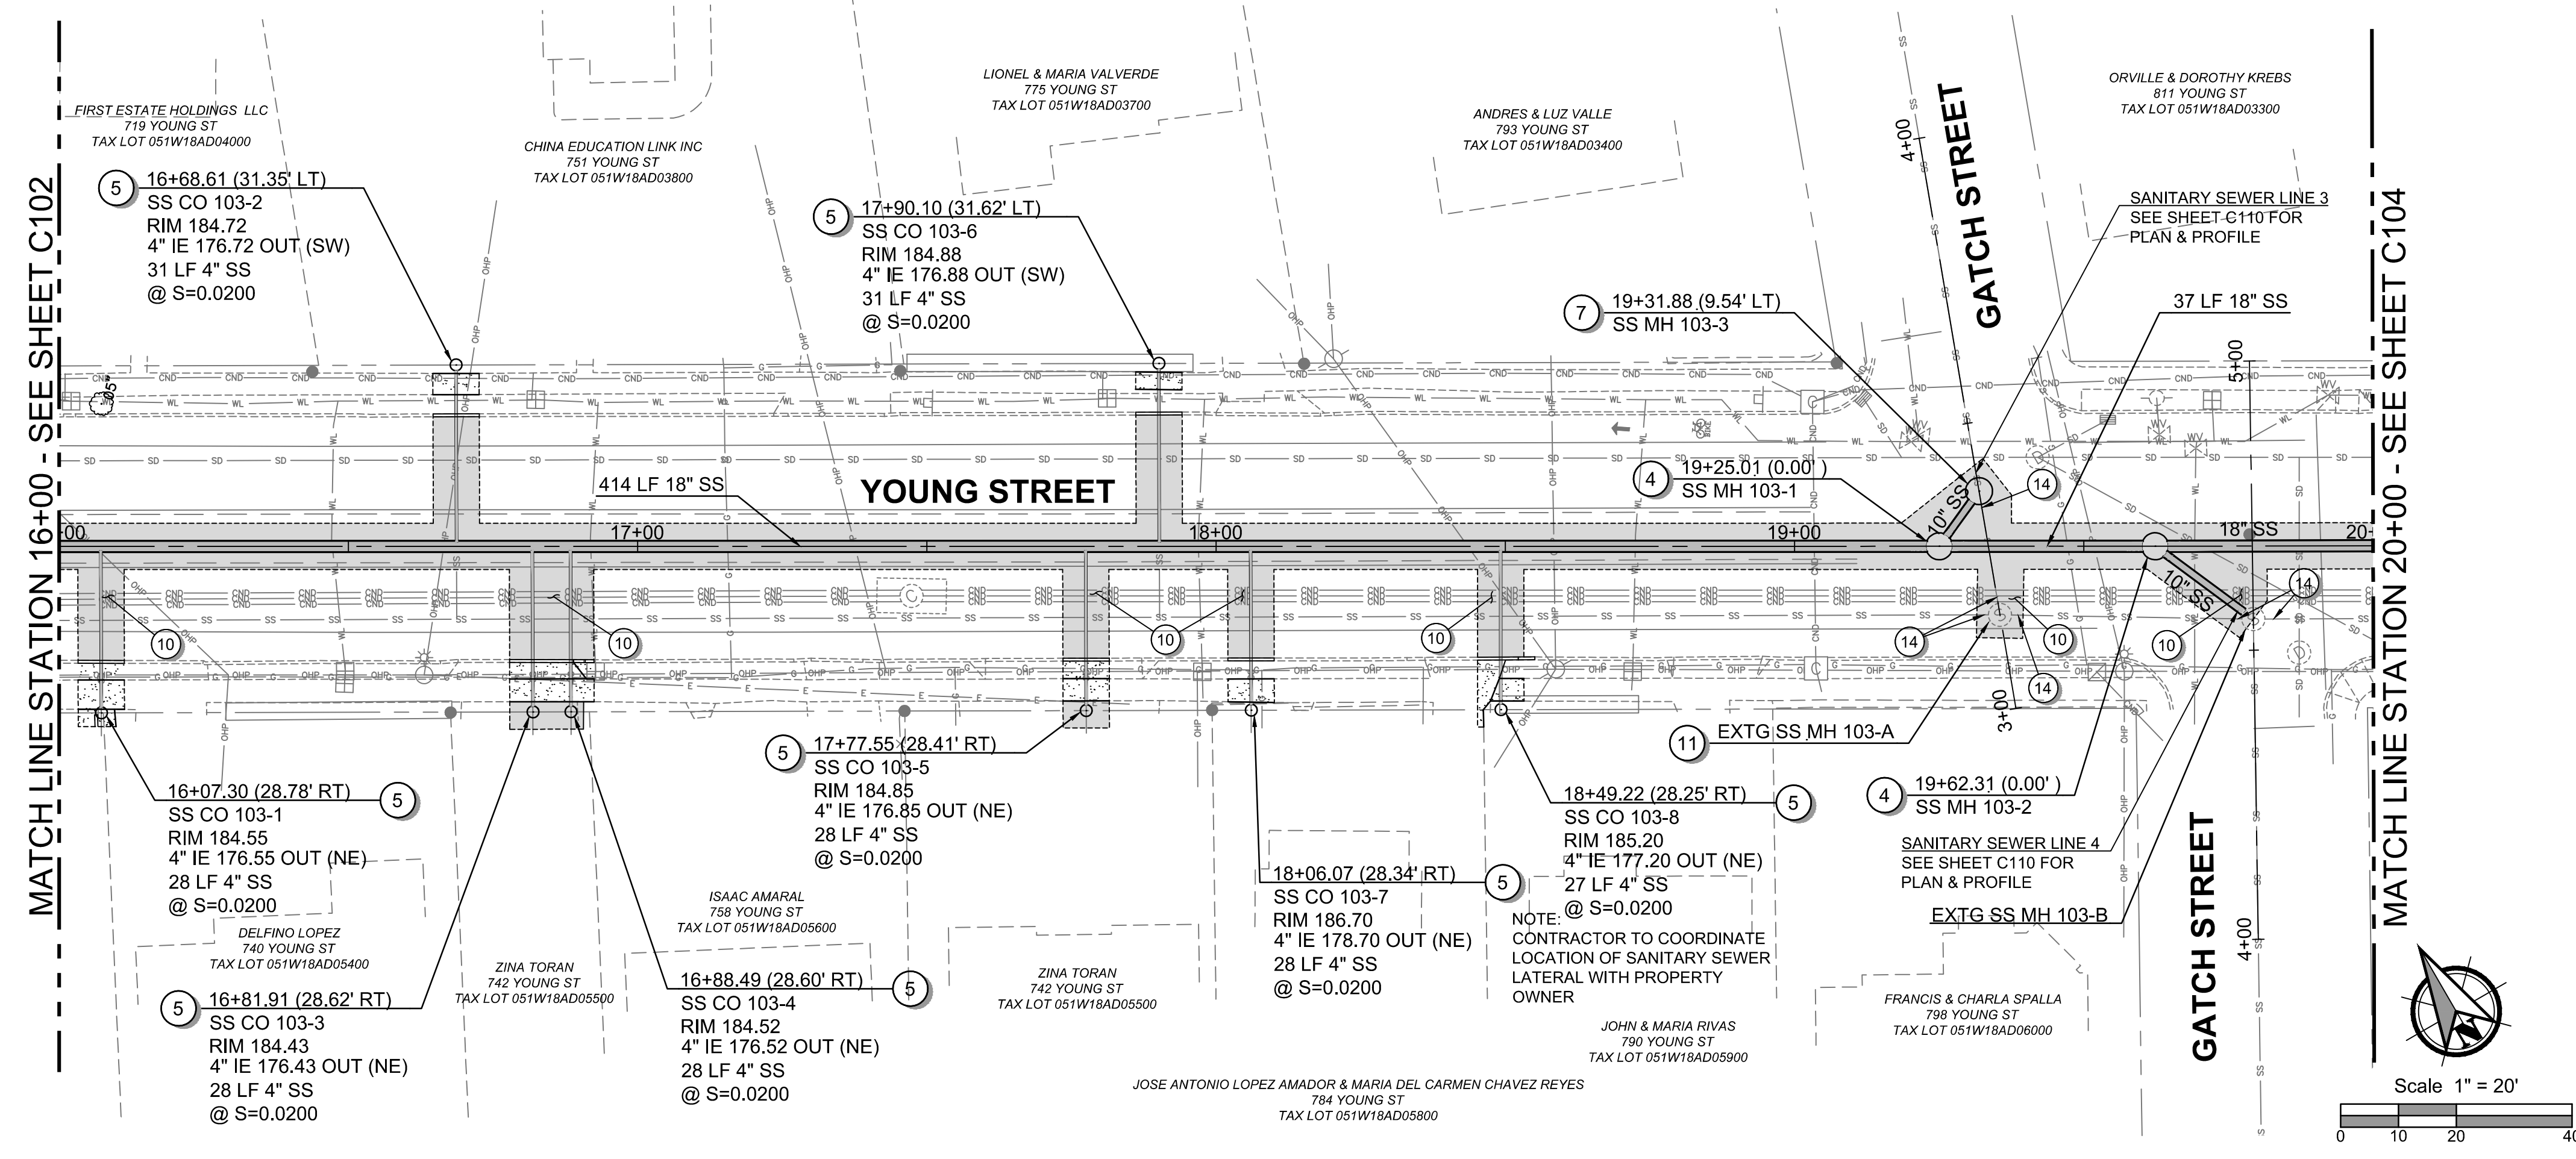 MATCH LINE STATION 16+00 - SEE SHEET C102
FIRST ESTATE HOLDINGS LLC
719 YOUNG ST
TAX LOT 051W18AD04000
CHINA EDUCATION LINK INC
751 YOUNG ST
TAX LOT 051W18AD03800
LIONEL & MARIA VALVERDE
775 YOUNG ST
TAX LOT 051W18AD03700
ANDRES & LUZ VALLE
793 YOUNG ST
TAX LOT 051W18AD03400
ORVILLE & DOROTHY KREBS
811 YOUNG ST
TAX LOT 051W18AD03300
5
16+68.61 (31.35' LT)
SS CO 103-2
RIM 184.72
4" IE 176.72 OUT (SW)
31 LF 4" SS
@ S=0.0200
5
17+90.10 (31.62' LT)
SS CO 103-6
RIM 184.88
4" IE 176.88 OUT (SW)
31 LF 4" SS
@ S=0.0200
7
19+31.88 (9.54' LT)
SS MH 103-3
4+00
GATCH STREET
SANITARY SEWER LINE 3
SEE SHEET C110 FOR
PLAN & PROFILE
37 LF 18" SS
5+00
4
19+25.01 (0.00' )
SS MH 103-1
14
414 LF 18" SS
YOUNG STREET
10" SS
17+00
18+00
19+00
18" SS
20+
10" SS
10
10
10
10
14
10
10
14
14
3+00
5
17+77.55 (28.41' RT)
SS CO 103-5
RIM 184.85
4" IE 176.85 OUT (NE)
28 LF 4" SS
@ S=0.0200
11
EXTG SS MH 103-A
16+07.30 (28.78' RT)
5
SS CO 103-1
RIM 184.55
4" IE 176.55 OUT (NE)
28 LF 4" SS
@ S=0.0200
18+49.22 (28.25' RT)
5
SS CO 103-8
RIM 185.20
4" IE 177.20 OUT (NE)
27 LF 4" SS
@ S=0.0200
4
19+62.31 (0.00' )
SS MH 103-2
SANITARY SEWER LINE 4
SEE SHEET C110 FOR
PLAN & PROFILE
EXTG SS MH 103-B
18+06.07 (28.34' RT)
5
SS CO 103-7
RIM 186.70
4" IE 178.70 OUT (NE)
28 LF 4" SS
@ S=0.0200
NOTE:
CONTRACTOR TO COORDINATE
LOCATION OF SANITARY SEWER
LATERAL WITH PROPERTY
OWNER
GATCH STREET
4+00
DELFINO LOPEZ
740 YOUNG ST
TAX LOT 051W18AD05400
ISAAC AMARAL
758 YOUNG ST
TAX LOT 051W18AD05600
ZINA TORAN
742 YOUNG ST
TAX LOT 051W18AD05500
ZINA TORAN
742 YOUNG ST
TAX LOT 051W18AD05500
5
16+81.91 (28.62' RT)
SS CO 103-3
RIM 184.43
4" IE 176.43 OUT (NE)
28 LF 4" SS
@ S=0.0200
16+88.49 (28.60' RT)
5
SS CO 103-4
RIM 184.52
4" IE 176.52 OUT (NE)
28 LF 4" SS
@ S=0.0200
JOHN & MARIA RIVAS
790 YOUNG ST
TAX LOT 051W18AD05900
FRANCIS & CHARLA SPALLA
798 YOUNG ST
TAX LOT 051W18AD06000
JOSE ANTONIO LOPEZ AMADOR & MARIA DEL CARMEN CHAVEZ REYES
784 YOUNG ST
TAX LOT 051W18AD05800
MATCH LINE STATION 20+00 - SEE SHEET C104
N
Scale 1" = 20'
0 10 20 40